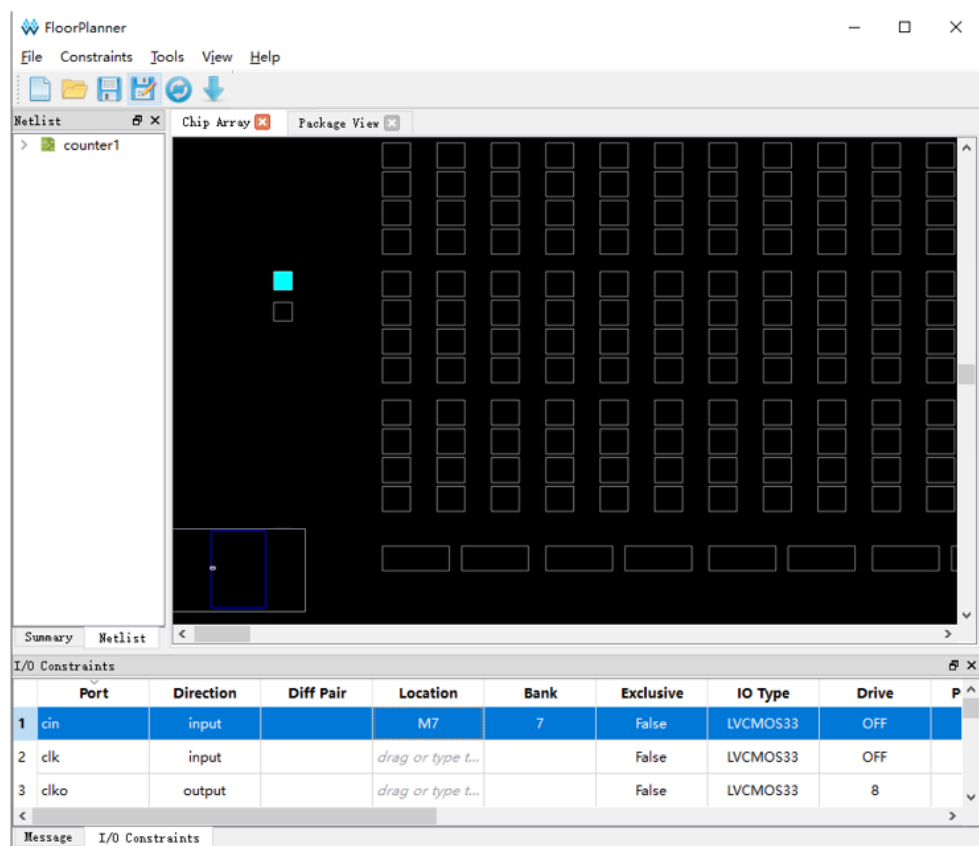 FloorPlanner
File Constraints Tools View Help
Netlist
Chip Array Package View
counter1
Summary Netlist
I/O Constraints
Port Direction Diff Pair Location Bank Exclusive IO Type Drive P
1 cin input M7 7 False LVCMOS33 OFF
2 clk input drag or type t... False LVCMOS33 OFF
3 clko output drag or type t... False LVCMOS33 8
Message I/O Constraints